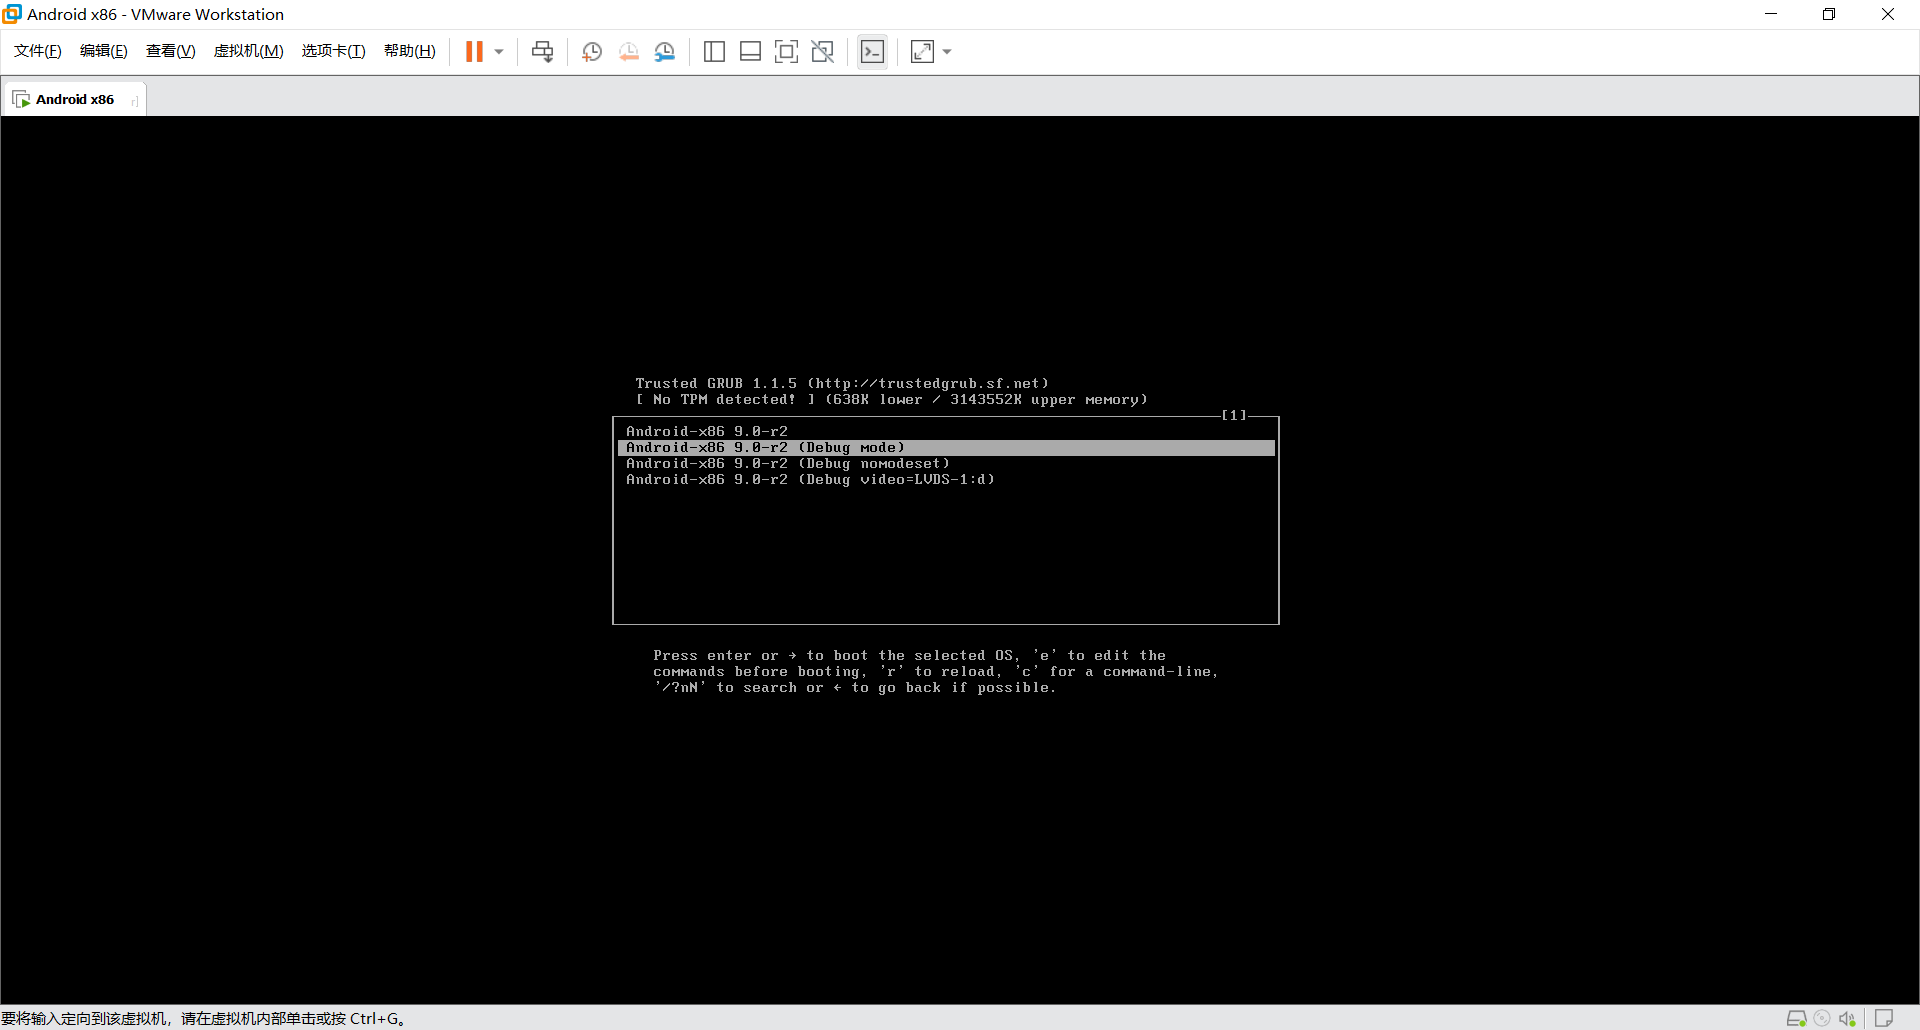 Android x86 - VMware Workstation
文件(F) 编辑(E) 查看(V) 虚拟机(M) 选项卡(T) 帮助(H)
Android x86
Trusted GRUB 1.1.5 (http://trustedgrub.sf.net)
[ No TPM detected! ] (638K lower / 3143552K upper memory)
[1]
Android-x86 9.0-r2
Android-x86 9.0-r2 (Debug mode)
Android-x86 9.0-r2 (Debug nomodeset)
Android-x86 9.0-r2 (Debug video=LVDS-1:d)
Press enter or → to boot the selected OS, 'e' to edit the
commands before booting, 'r' to reload, 'c' for a command-line,
'/?nN' to search or ← to go back if possible.
要将输入定向到该虚拟机，请在虚拟机内部单击或按 Ctrl+G。